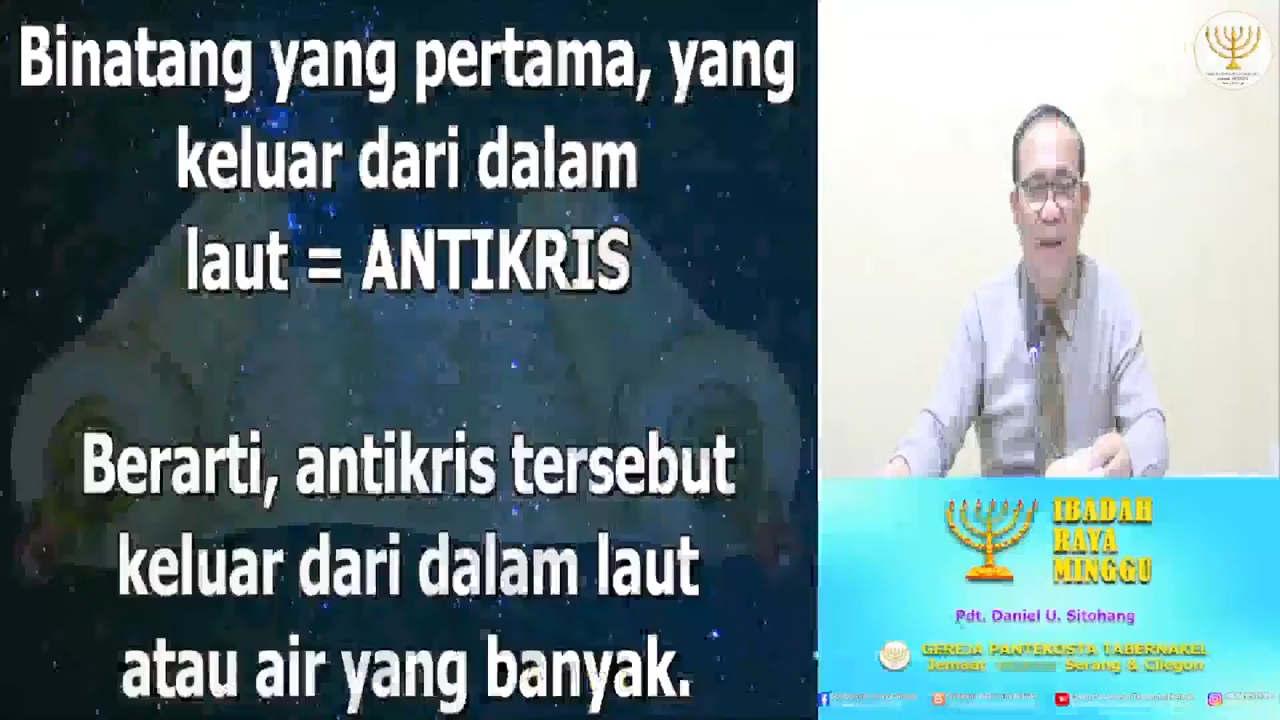 Binatang yang pertama, yang
keluar dari dalam
laut = ANTIKRIS
Berarti, antikris tersebut
keluar dari dalam laut
atau air yang banyak.
IBADAH
RAYA
MINGGU
Pdt. Daniel U. Sitohang
GEREJA PANTEKOSTA TABERNAKEL
Jemaat
Serang & Cilegon